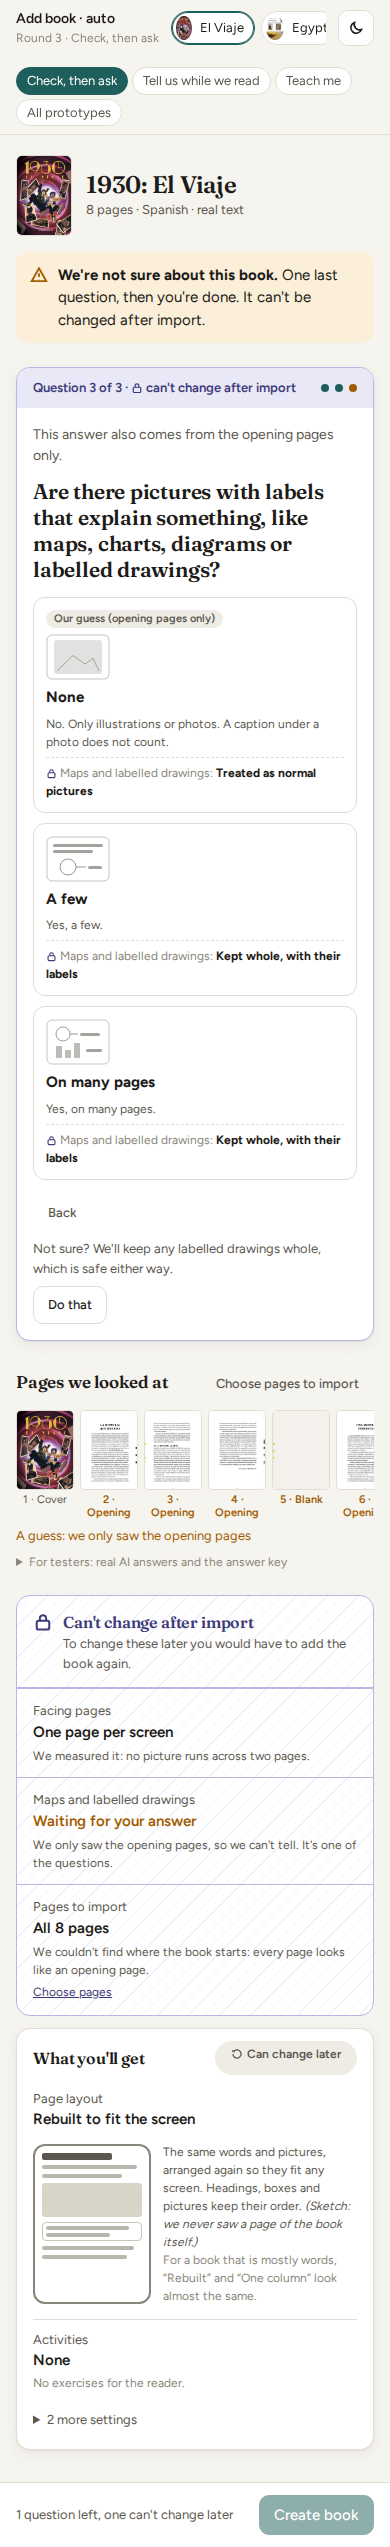 Add book · auto
Round 3 · Check, then ask
El Viaje
Egypt
Check, then ask
Tell us while we read
Teach me
All prototypes
1930
1930: El Viaje
8 pages · Spanish · real text
We're not sure about this book. One last
question, then you're done. It can't be
changed after import.
Question 3 of 3 · can't change after import
This answer also comes from the opening pages
only.
Are there pictures with labels
that explain something, like
maps, charts, diagrams or
labelled drawings?
Our guess (opening pages only)
None
No. Only illustrations or photos. A caption under a
photo does not count.
Maps and labelled drawings: Treated as normal
pictures
A few
Yes, a few.
Maps and labelled drawings: Kept whole, with their
labels
On many pages
Yes, on many pages.
Maps and labelled drawings: Kept whole, with their
labels
Back
Not sure? We'll keep any labelled drawings whole,
which is safe either way.
Do that
Pages we looked at
Choose pages to import
1930
1 · Cover
2 ·
Opening
3 ·
Opening
4 ·
Opening
5 · Blank
6 ·
Openi
A guess: we only saw the opening pages
For testers: real AI answers and the answer key
Can't change after import
To change these later you would have to add the
book again.
Facing pages
One page per screen
We measured it: no picture runs across two pages.
Maps and labelled drawings
Waiting for your answer
We only saw the opening pages, so we can't tell. It's one of
the questions.
Pages to import
All 8 pages
We couldn't find where the book starts: every page looks
like an opening page.
Choose pages
What you'll get
Can change later
Page layout
Rebuilt to fit the screen
The same words and pictures,
arranged again so they fit any
screen. Headings, boxes and
pictures keep their order. (Sketch:
we never saw a page of the book
itself.)
For a book that is mostly words,
“Rebuilt” and “One column” look
almost the same.
Activities
None
No exercises for the reader.
2 more settings
1 question left, one can't change later
Create book